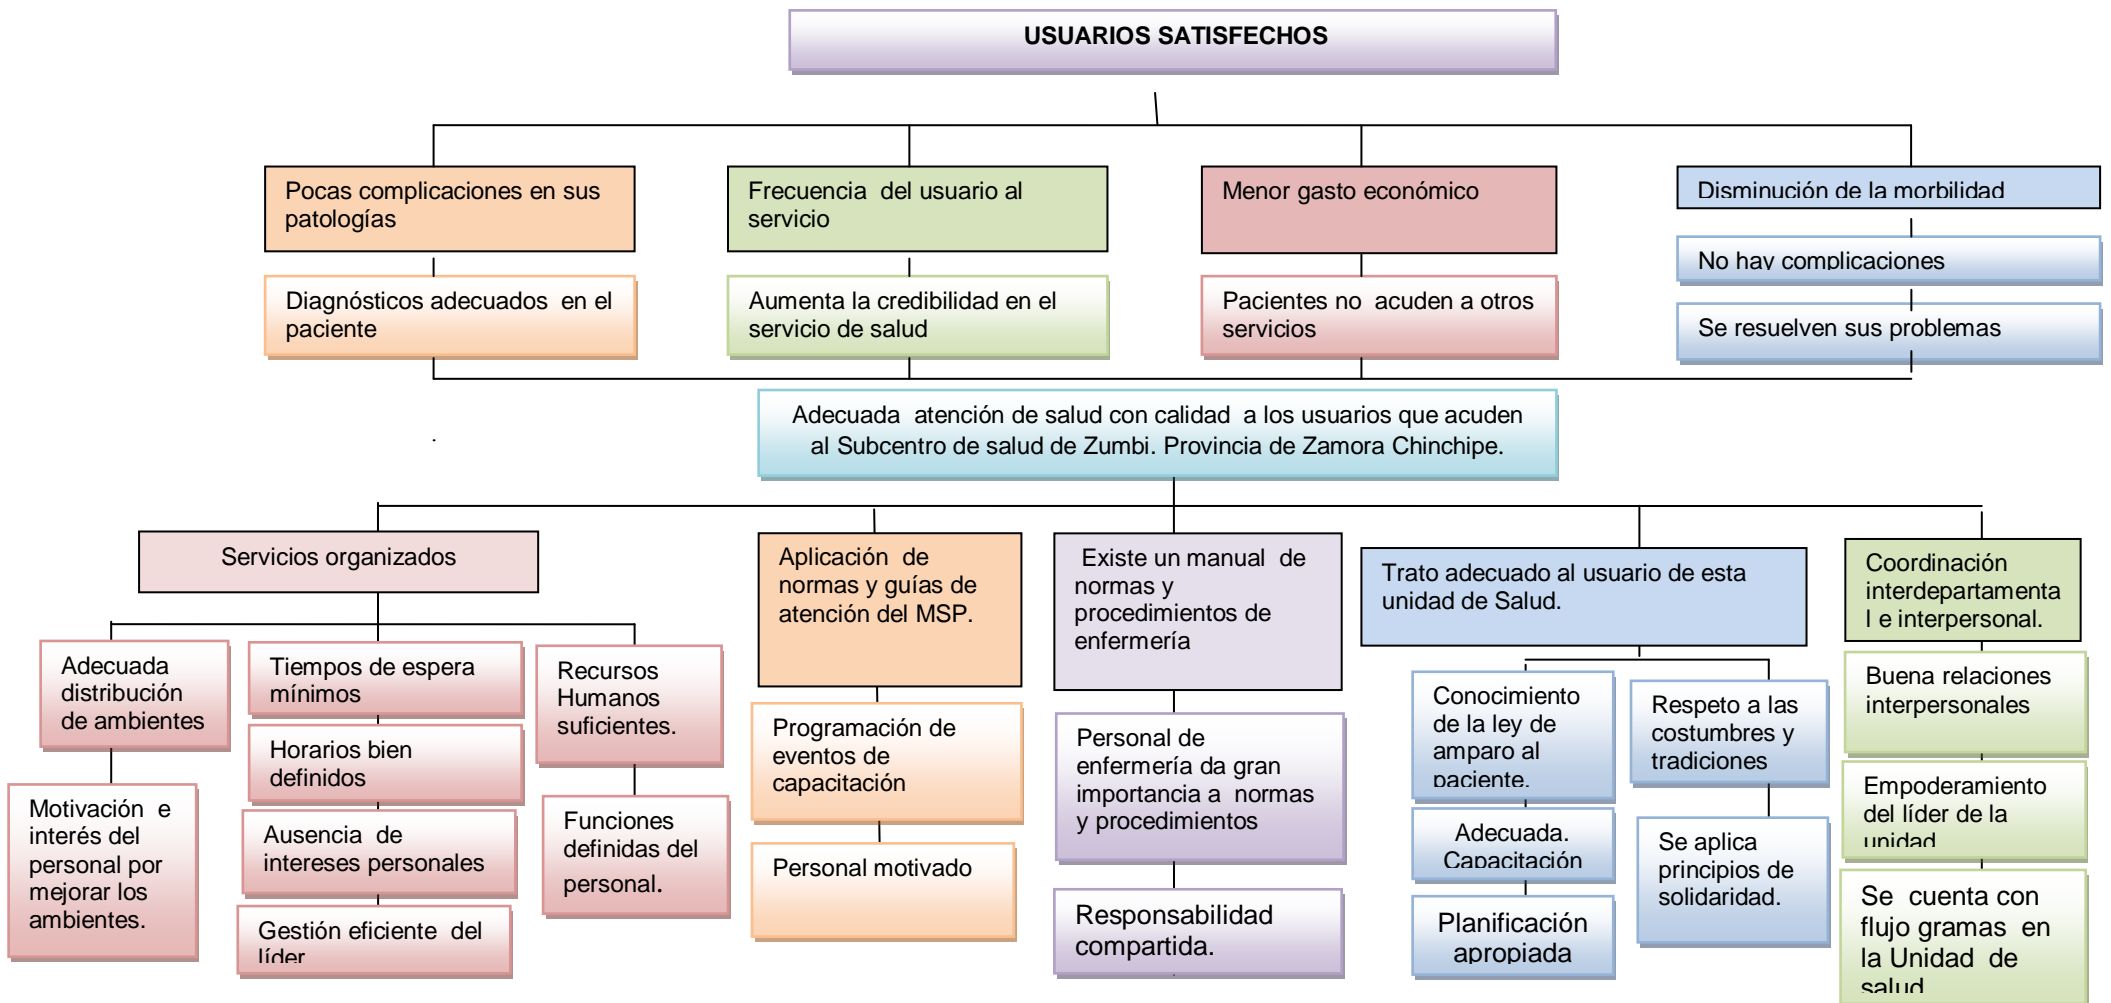 USUARIOS SATISFECHOS
Pocas complicaciones en sus
patologías
Frecuencia del usuario al
servicio
Menor gasto económico
Disminución de la morbilidad
Diagnósticos adecuados en el
paciente
Aumenta la credibilidad en el
servicio de salud
Pacientes no acuden a otros
servicios
No hay complicaciones
Se resuelven sus problemas
Adecuada atención de salud con calidad a los usuarios que acuden
al Subcentro de salud de Zumbi. Provincia de Zamora Chinchipe.
Servicios organizados
Aplicación de
normas y guías de
atención del MSP.
Existe un manual de
normas y
procedimientos de
enfermería
Trato adecuado al usuario de esta
unidad de Salud.
Coordinación
interdepartamenta
l e interpersonal.
Adecuada
distribución
de ambientes
Motivación e
interés del
personal por
mejorar los
ambientes.
Tiempos de espera
mínimos
Horarios bien
definidos
Ausencia de
intereses personales
Gestión eficiente del
líder
Recursos
Humanos
suficientes.
Funciones
definidas del
personal.
Programación de
eventos de
capacitación
Personal motivado
Personal de
enfermería da gran
importancia a normas
y procedimientos
Responsabilidad
compartida.
Conocimiento
de la ley de
amparo al
paciente.
Adecuada.
Capacitación
Planificación
apropiada
Respeto a las
costumbres y
tradiciones
Se aplica
principios de
solidaridad.
Buena relaciones
interpersonales
Empoderamiento
del líder de la
unidad
Se cuenta con
flujo gramas en
la Unidad de
salud